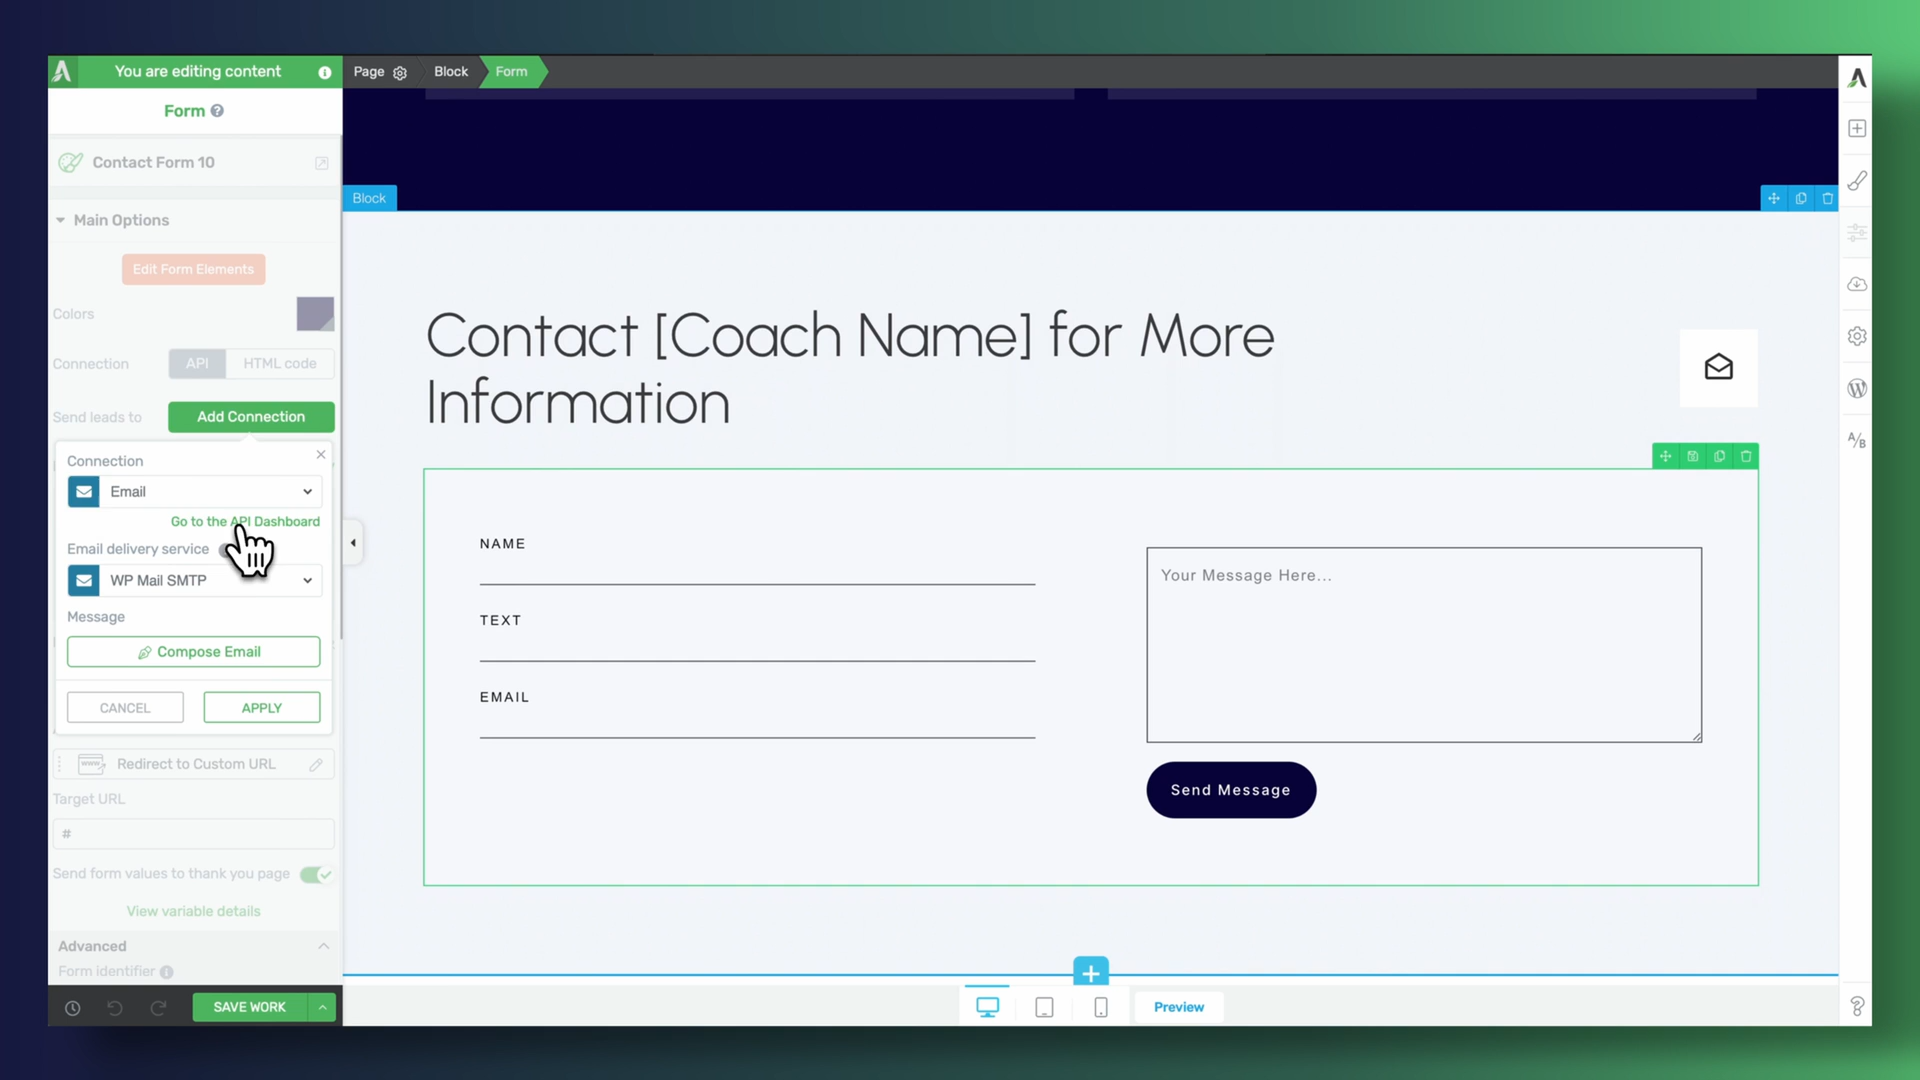 You are editing content
Page
Block
Form
Form
Contact Form 10
Main Options
Edit Form Elements
Colors
Connection
API
HTML code
Send leads to
Add Connection
Connection
Email
Go to the API Dashboard
Email delivery service
WP Mail SMTP
Message
Compose Email
CANCEL
APPLY
www
Redirect to Custom URL
Target URL
#
Send form values to thank you page
View variable details
Advanced
Form identifier
SAVE WORK
Block
Contact [Coach Name] for More
Information
NAME
TEXT
EMAIL
Your Message Here...
Send Message
Preview
A/B